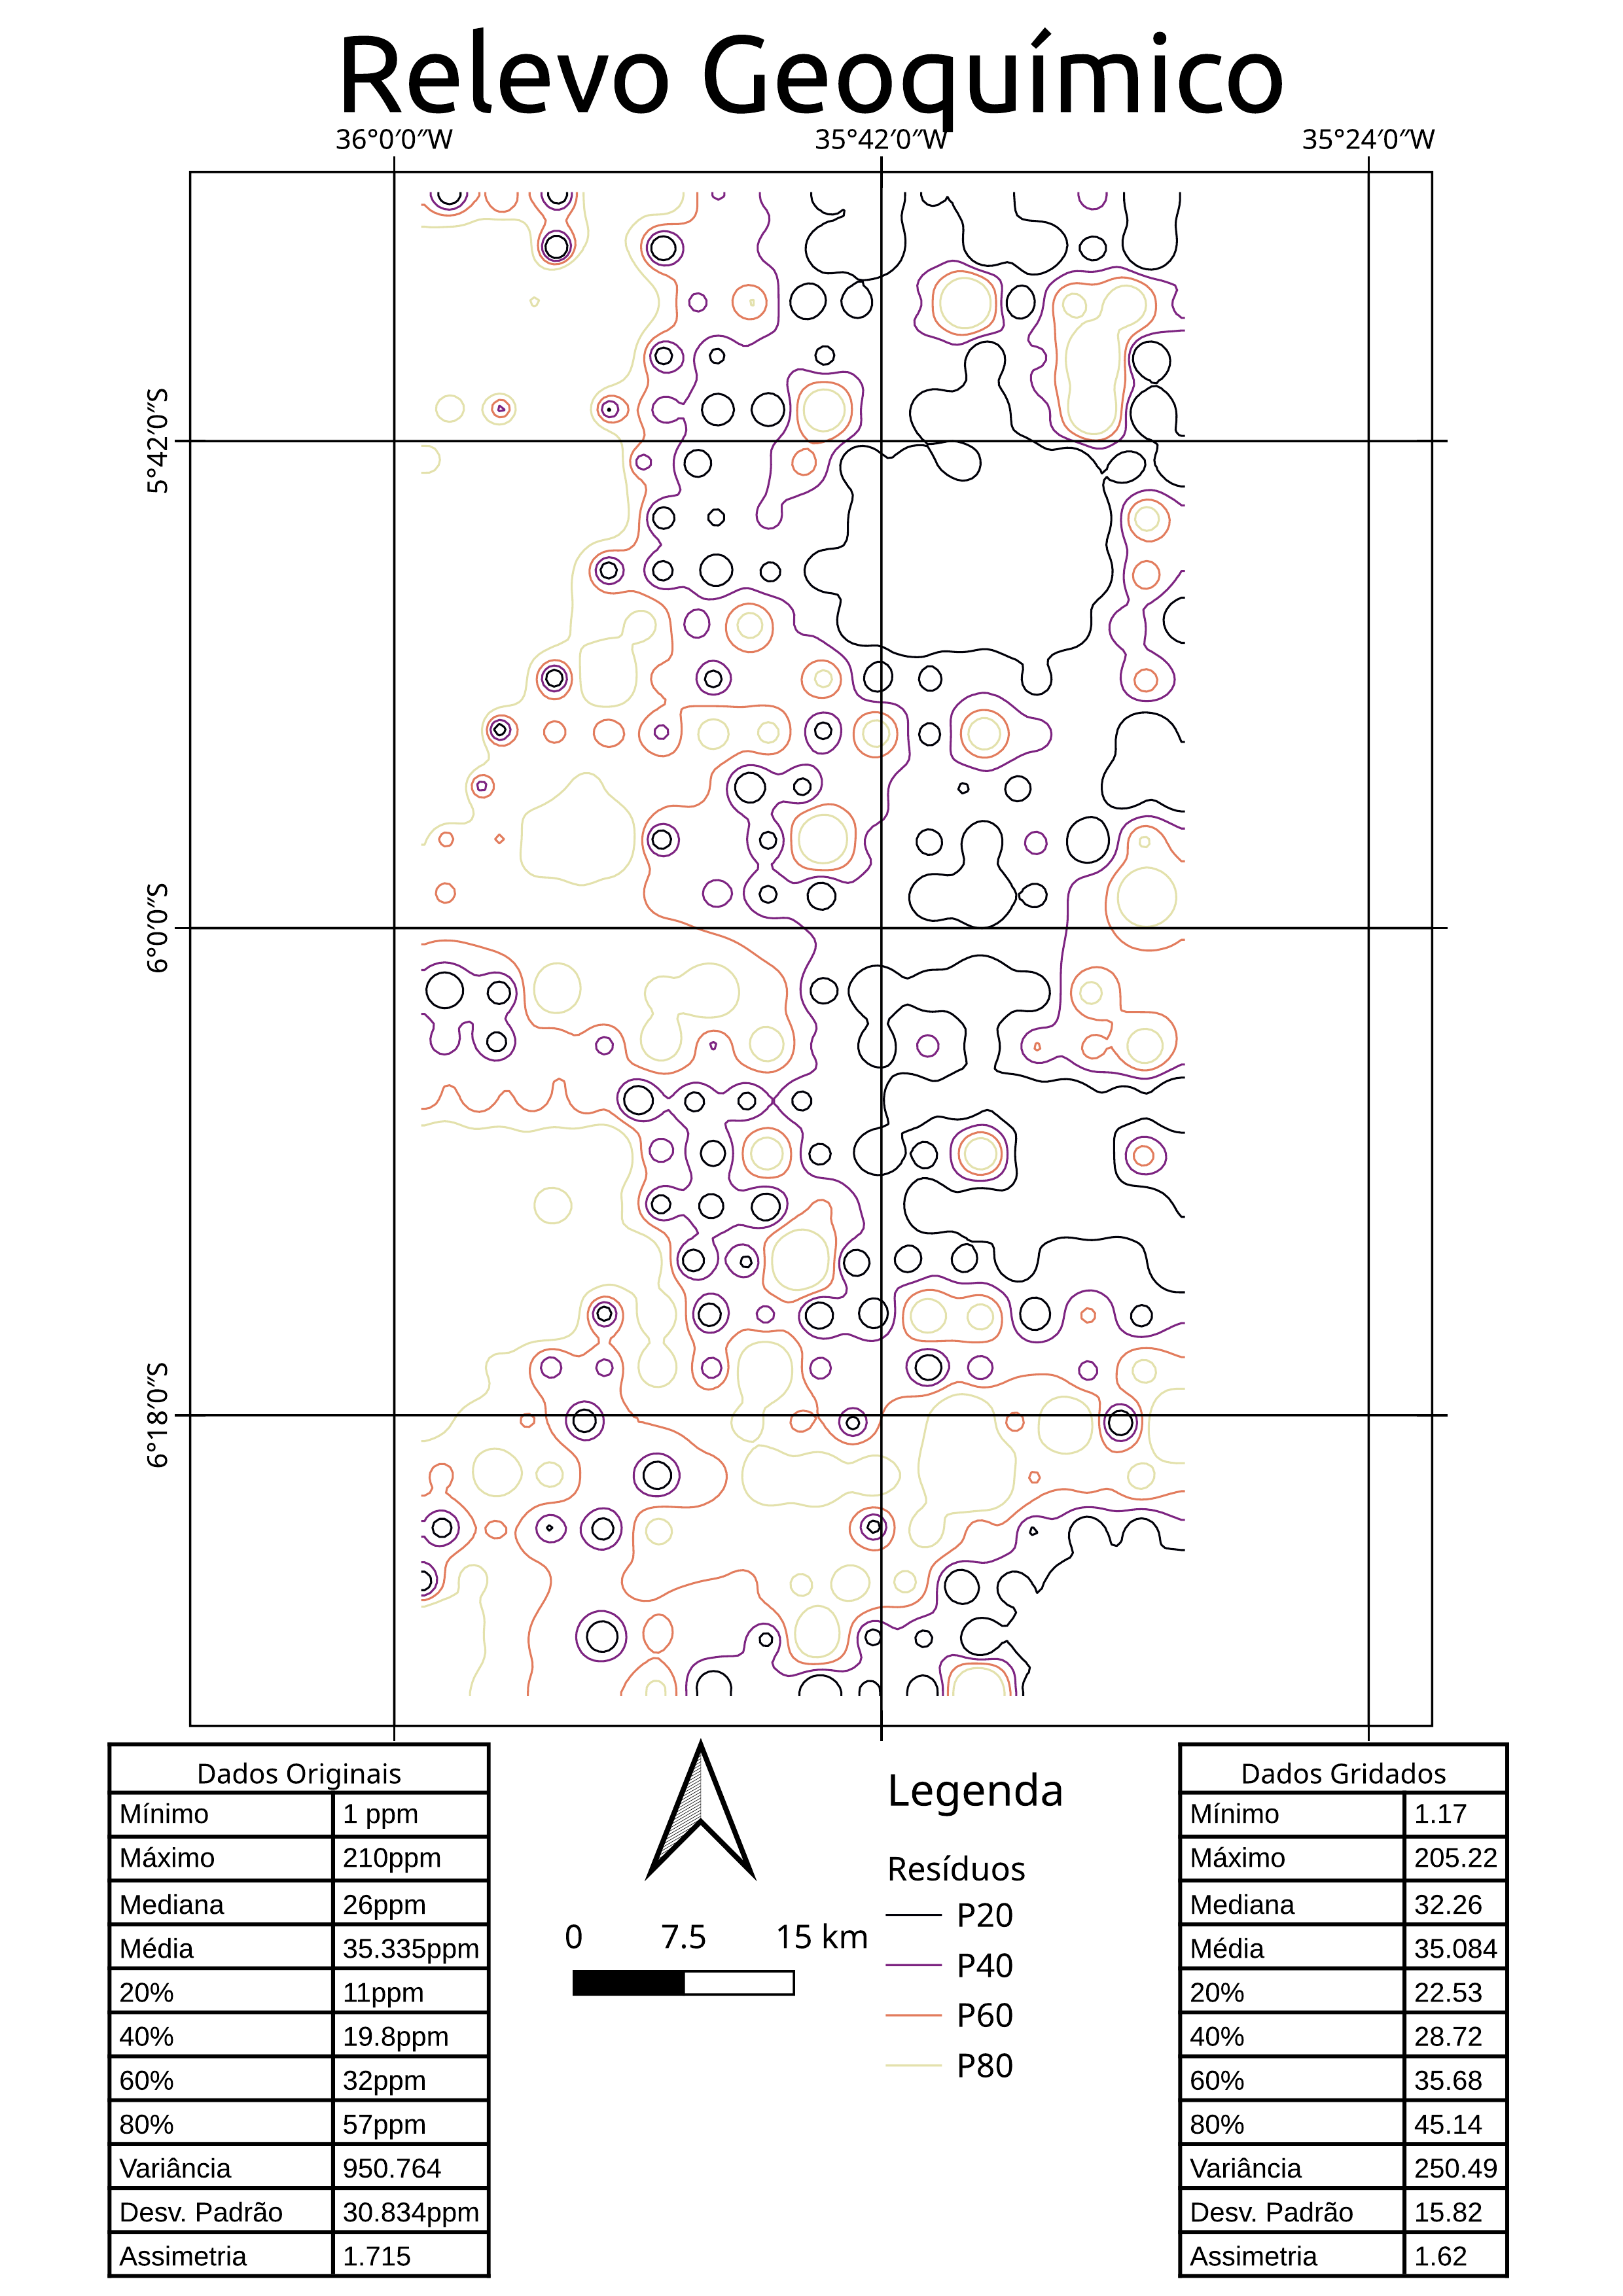 Relevo Geoquímico
36°0′0″W 35°42′0″W 35°24′0″W
5°42′0″S
6°0′0″S
6°18′0″S
Dados Originais
Mínimo 1 ppm
Máximo 210ppm
Mediana 26ppm
Média 35.335ppm
20% 11ppm
40% 19.8ppm
60% 32ppm
80% 57ppm
Variância 950.764
Desv. Padrão 30.834ppm
Assimetria 1.715
0 7.5 15 km
Legenda
Resíduos
P20
P40
P60
P80
Dados Gridados
Mínimo 1.17
Máximo 205.22
Mediana 32.26
Média 35.084
20% 22.53
40% 28.72
60% 35.68
80% 45.14
Variância 250.49
Desv. Padrão 15.82
Assimetria 1.62